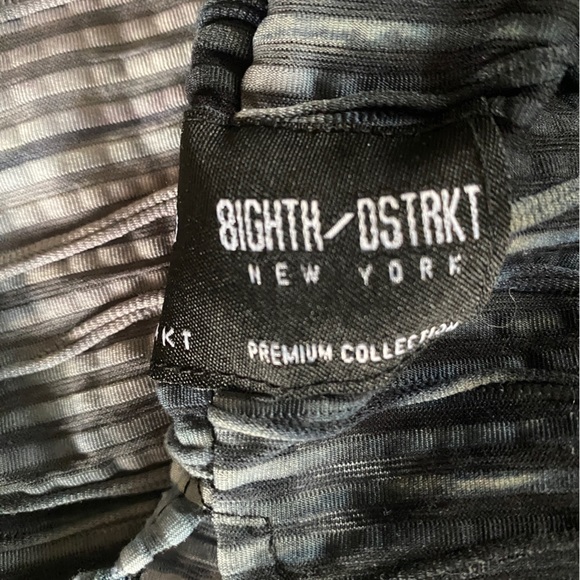 8IGHTH/DSTRKT
NEW YORK
KT
PREMIUM COLLECTION